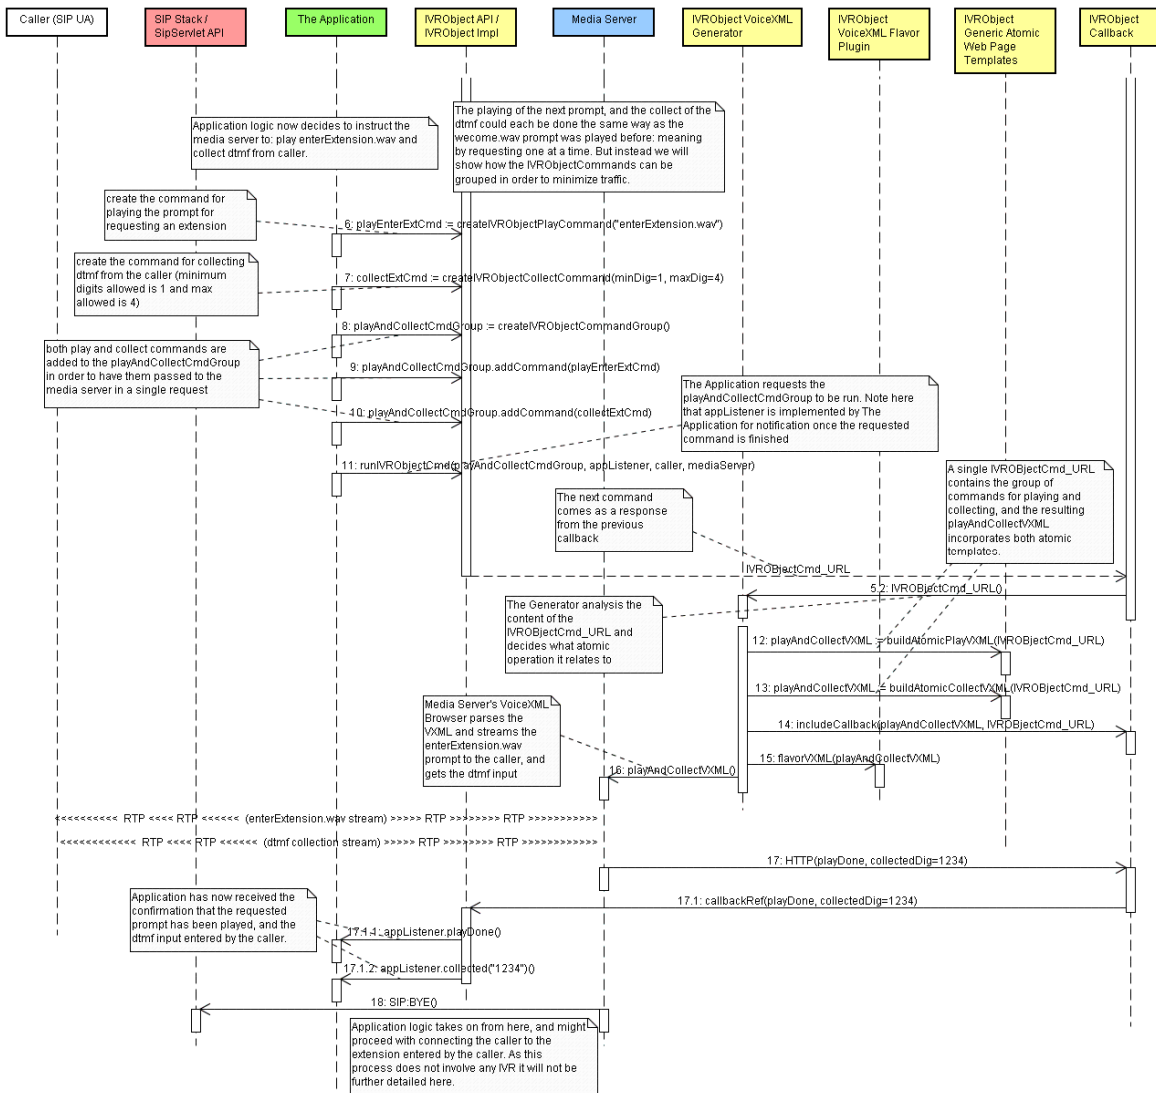 Caller (SIP UA)
SIP Stack /
SipServlet API
The Application
IVRObject API /
IVRObject Impl
Media Server
IVRObject VoiceXML
Generator
IVRObject
VoiceXML Flavor
Plugin
IVRObject
Generic Atomic
Web Page
Templates
IVRObject
Callback
Application logic now decides to instruct the
media server to: play enterExtension.wav and
collect dtmf from caller.
The playing of the next prompt, and the collect of the
dtmf could each be done the same way as the
wecome.wav prompt was played before: meaning
by requesting one at a time. But instead we will
show how the IVRObjectCommands can be
grouped in order to minimize traffic.
create the command for
playing the prompt for
requesting an extension
6: playEnterExtCmd := createIVRObjectPlayCommand("enterExtension.wav")
create the command for collecting
dtmf from the caller (minimum
digits allowed is 1 and max
allowed is 4)
7: collectExtCmd := createIVRObjectCollectCommand(minDig=1, maxDig=4)
8: playAndCollectCmdGroup := createIVRObjectCommandGroup()
both play and collect commands are
added to the playAndCollectCmdGroup
in order to have them passed to the
media server in a single request
9: playAndCollectCmdGroup.addCommand(playEnterExtCmd)
10: playAndCollectCmdGroup.addCommand(collectExtCmd)
The Application requests the
playAndCollectCmdGroup to be run. Note here
that appListener is implemented by The
Application for notification once the requested
command is finished
11: runIVRObjectCmd(playAndCollectCmdGroup, appListener, caller, mediaServer)
A single IVROBjectCmd_URL
contains the group of
commands for playing and
collecting, and the resulting
playAndCollectVXML
incorporates both atomic
templates.
The next command
comes as a response
from the previous
callback
IVROBjectCmd_URL
5.2: IVROBjectCmd_URL()
The Generator analysis the
content of the
IVROBjectCmd_URL and
decides what atomic
operation it relates to
12: playAndCollectVXML := buildAtomicPlayVXML(IVROBjectCmd_URL)
13: playAndCollectVXML := buildAtomicCollectVXML(IVROBjectCmd_URL)
Media Server's VoiceXML
Browser parses the
VXML and streams the
enterExtension.wav
prompt to the caller, and
gets the dtmf input
14: includeCallback(playAndCollectVXML, IVROBjectCmd_URL)
15: flavorVXML(playAndCollectVXML)
16: playAndCollectVXML()
<<<<<<<<< RTP <<<< RTP <<<<<< (enterExtension.wav stream) >>>>> RTP >>>> RTP >>>>>>>>>>>
<<<<<<<<<<< RTP <<<< RTP <<<<<< (dtmf collection stream) >>>>> RTP >>>> RTP >>>>>>>>>>>
17: HTTP(playDone, collectedDig=1234)
Application has now received the
confirmation that the requested
prompt has been played, and the
dtmf input entered by the caller.
17.1: callbackRef(playDone, collectedDig=1234)
17.1.1: appListener.playDone()
17.1.2: appListener.collected("1234")()
18: SIP:BYE()
Application logic takes on from here, and might
proceed with connecting the caller to the
extension entered by the caller. As this
process does not involve any IVR it will not be
further detailed here.